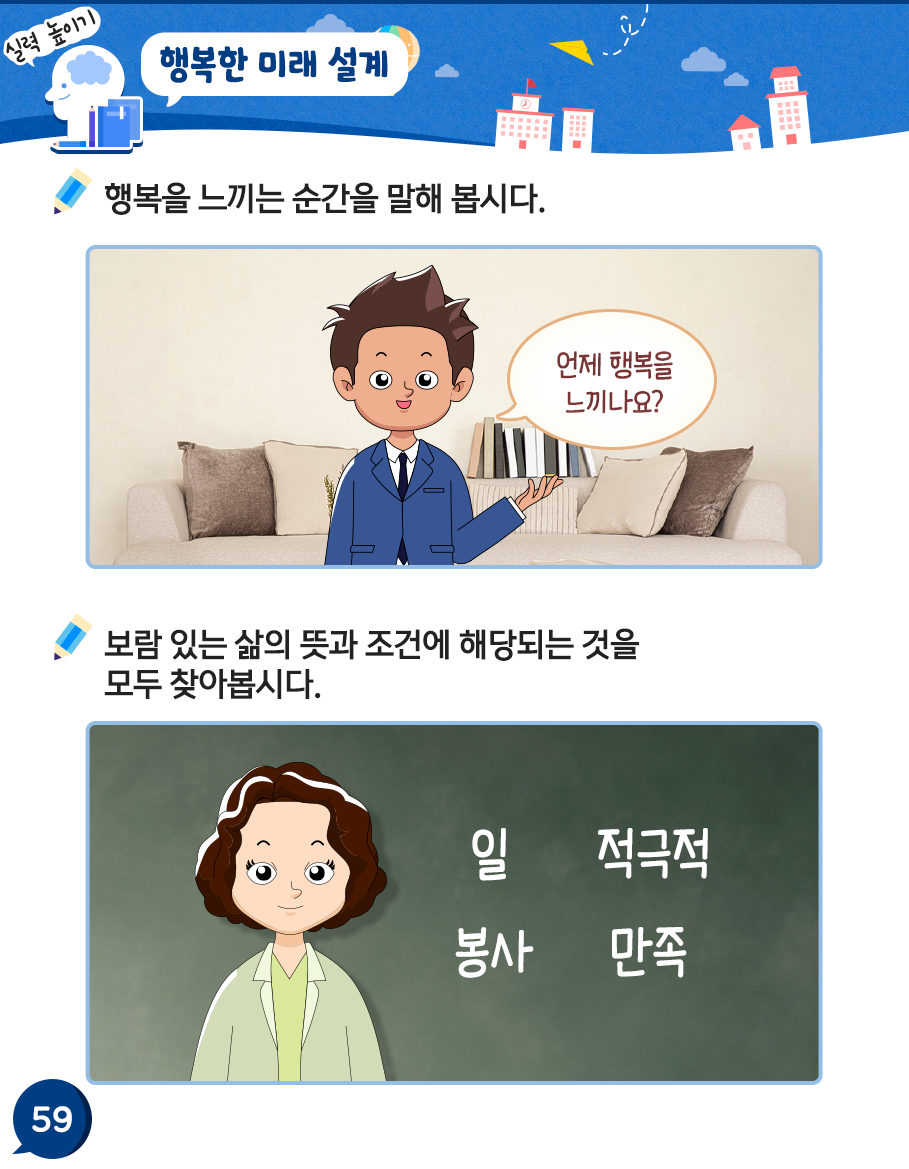 실력 높이기
행복한 미래 설계
행복을 느끼는 순간을 말해 봅시다.
언제 행복을
느끼나요?
보람 있는 삶의 뜻과 조건에 해당되는 것을
모두 찾아봅시다.
일 적극적
봉사 만족
59